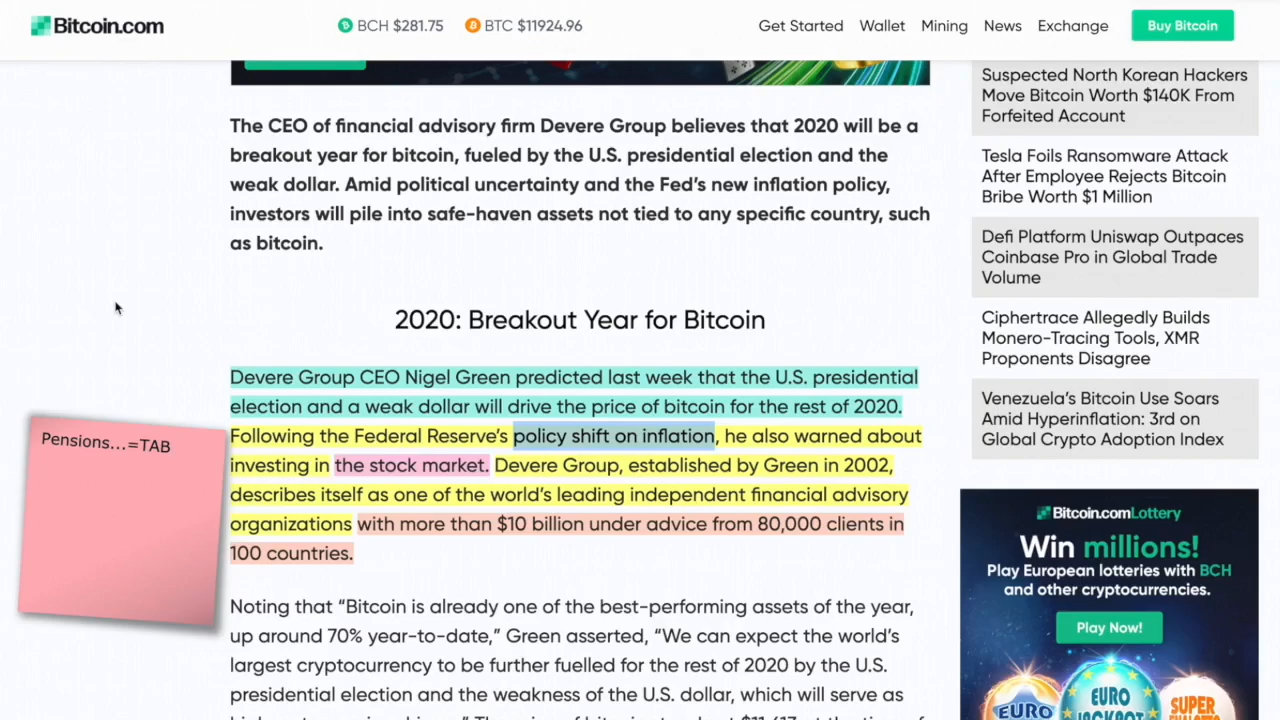 Bitcoin.com
BCH $281.75
BTC $11924.96
Get Started
Wallet
Mining
News
Exchange
Buy Bitcoin
The CEO of financial advisory firm Devere Group believes that 2020 will be a
breakout year for bitcoin, fueled by the U.S. presidential election and the
weak dollar. Amid political uncertainty and the Fed's new inflation policy,
investors will pile into safe-haven assets not tied to any specific country, such
as bitcoin.
2020: Breakout Year for Bitcoin
Devere Group CEO Nigel Green predicted last week that the U.S. presidential
election and a weak dollar will drive the price of bitcoin for the rest of 2020.
Following the Federal Reserve's policy shift on inflation, he also warned about
investing in the stock market. Devere Group, established by Green in 2002,
describes itself as one of the world's leading independent financial advisory
organizations with more than $10 billion under advice from 80,000 clients in
100 countries.
Pensions...=TAB
Noting that “Bitcoin is already one of the best-performing assets of the year,
up around 70% year-to-date,” Green asserted, “We can expect the world's
largest cryptocurrency to be further fuelled for the rest of 2020 by the U.S.
presidential election and the weakness of the U.S. dollar, which will serve as
Suspected North Korean Hackers
Move Bitcoin Worth $140K From
Forfeited Account
Tesla Foils Ransomware Attack
After Employee Rejects Bitcoin
Bribe Worth $1 Million
Defi Platform Uniswap Outpaces
Coinbase Pro in Global Trade
Volume
Ciphertrace Allegedly Builds
Monero-Tracing Tools, XMR
Proponents Disagree
Venezuela's Bitcoin Use Soars
Amid Hyperinflation: 3rd on
Global Crypto Adoption Index
Bitcoin.comLottery
Win millions!
Play European lotteries with BCH
and other cryptocurrencies.
Play Now!
EURO
EURO
JACKPOT
SUPER